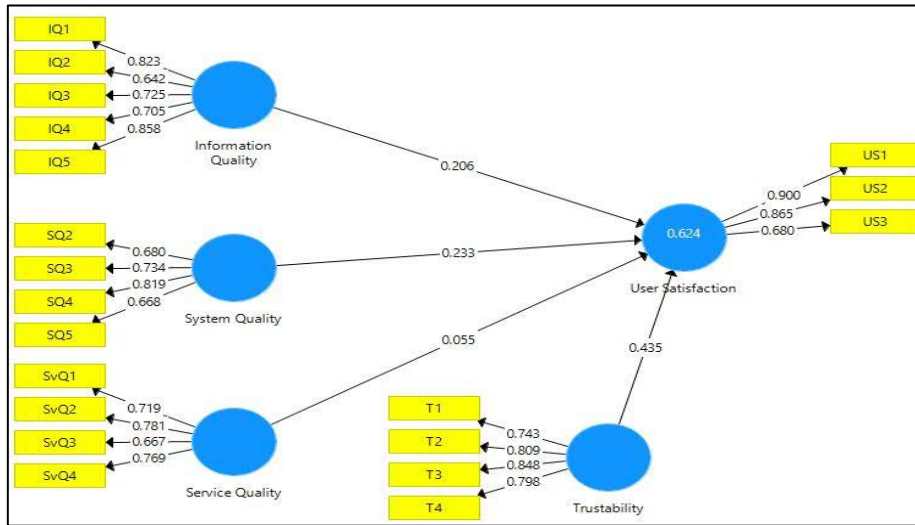 IQ1
IQ2
IQ3
IQ4
IQ5
0.823
0.642
0.725
0.705
0.858
Information
Quality
0.206
SQ2
SQ3
SQ4
SQ5
0.680
0.734
0.819
0.668
System Quality
0.233
SvQ1
SvQ2
SvQ3
SvQ4
0.719
0.781
0.667
0.769
Service Quality
0.055
T1
T2
T3
T4
0.743
0.809
0.848
0.798
Trustability
0.435
0.624
User Satisfaction
0.900
0.865
0.680
US1
US2
US3